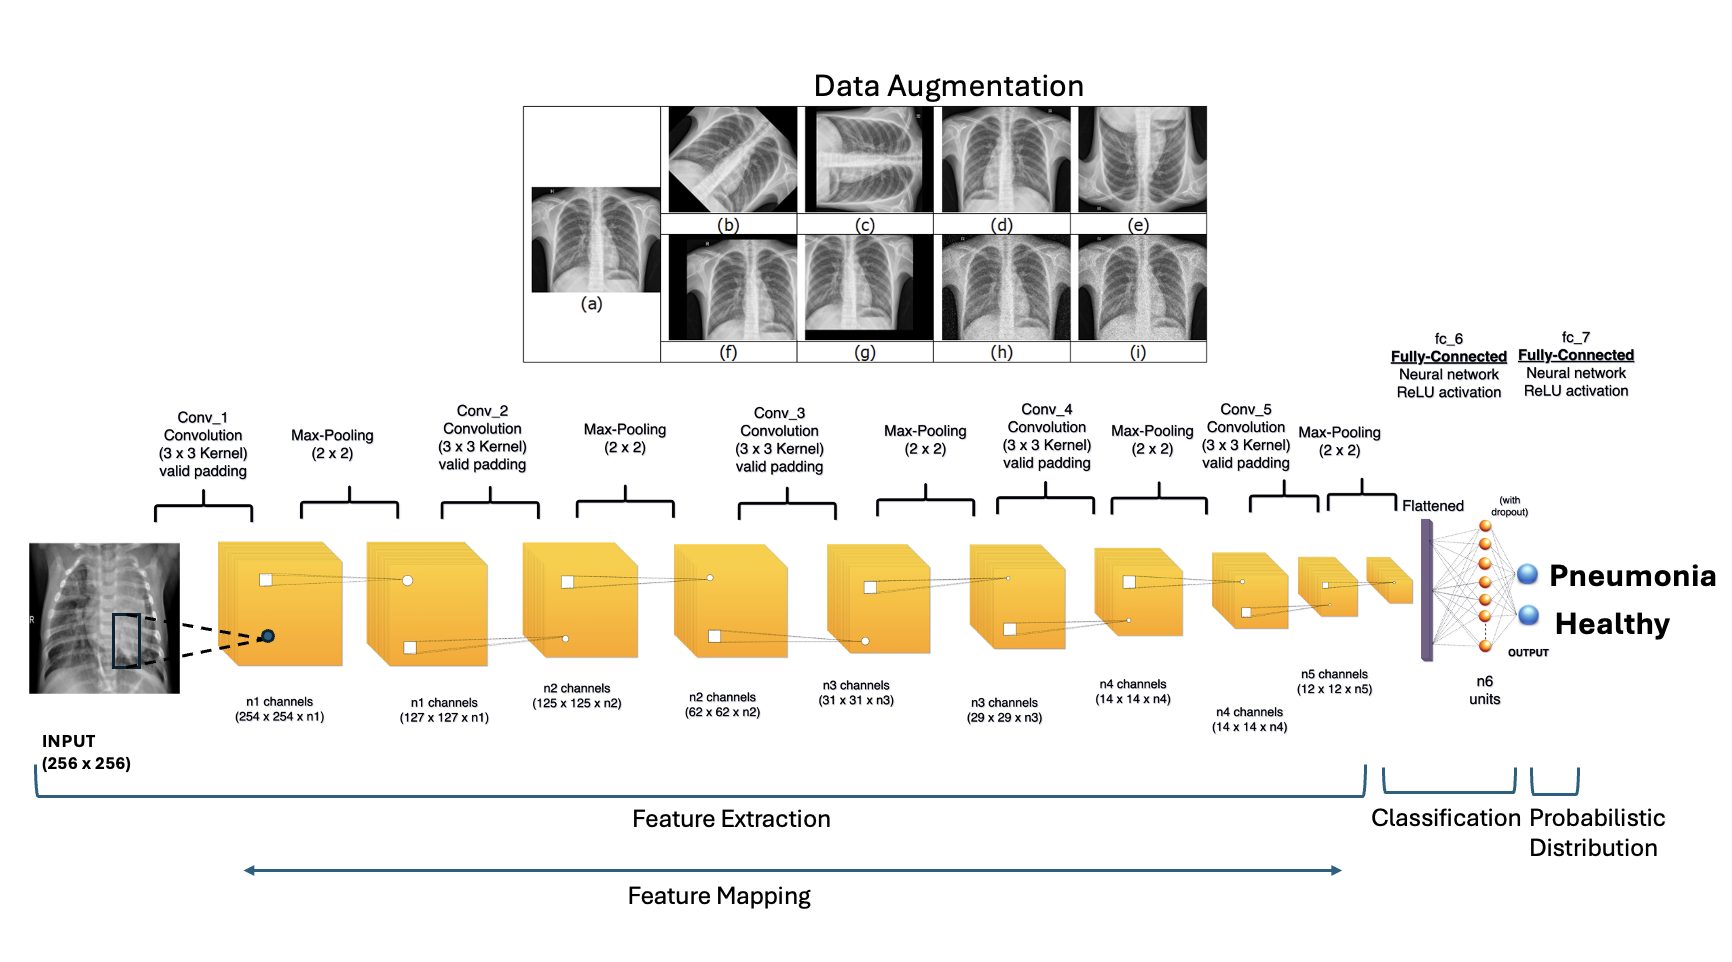 Data Augmentation
(a)
(b)
(c)
(d)
(e)
(f)
(g)
(h)
(i)
fc_6
Fully-Connected
Neural network
ReLU activation
fc_7
Fully-Connected
Neural network
ReLU activation
Conv_1
Convolution
(3 x 3 Kernel)
valid padding
Max-Pooling
(2 x 2)
Conv_2
Convolution
(3 x 3 Kernel)
valid padding
Max-Pooling
(2 x 2)
Conv_3
Convolution
(3 x 3 Kernel)
valid padding
Max-Pooling
(2 x 2)
Conv_4
Convolution
(3 x 3 Kernel)
valid padding
Max-Pooling
(2 x 2)
Conv_5
Convolution
(3 x 3 Kernel)
valid padding
Max-Pooling
(2 x 2)
Flattened
(with
dropout)
R
Pneumonia
Healthy
OUTPUT
n1 channels
(254 x 254 x n1)
n1 channels
(127 x 127 x n1)
n2 channels
(125 x 125 x n2)
n2 channels
(62 x 62 x n2)
n3 channels
(31 x 31 x n3)
n3 channels
(29 x 29 x n3)
n4 channels
(14 x 14 x n4)
n4 channels
(14 x 14 x n4)
n5 channels
(12 x 12 x n5)
n6
units
INPUT
(256 x 256)
Feature Extraction
Classification
Probabilistic
Distribution
Feature Mapping